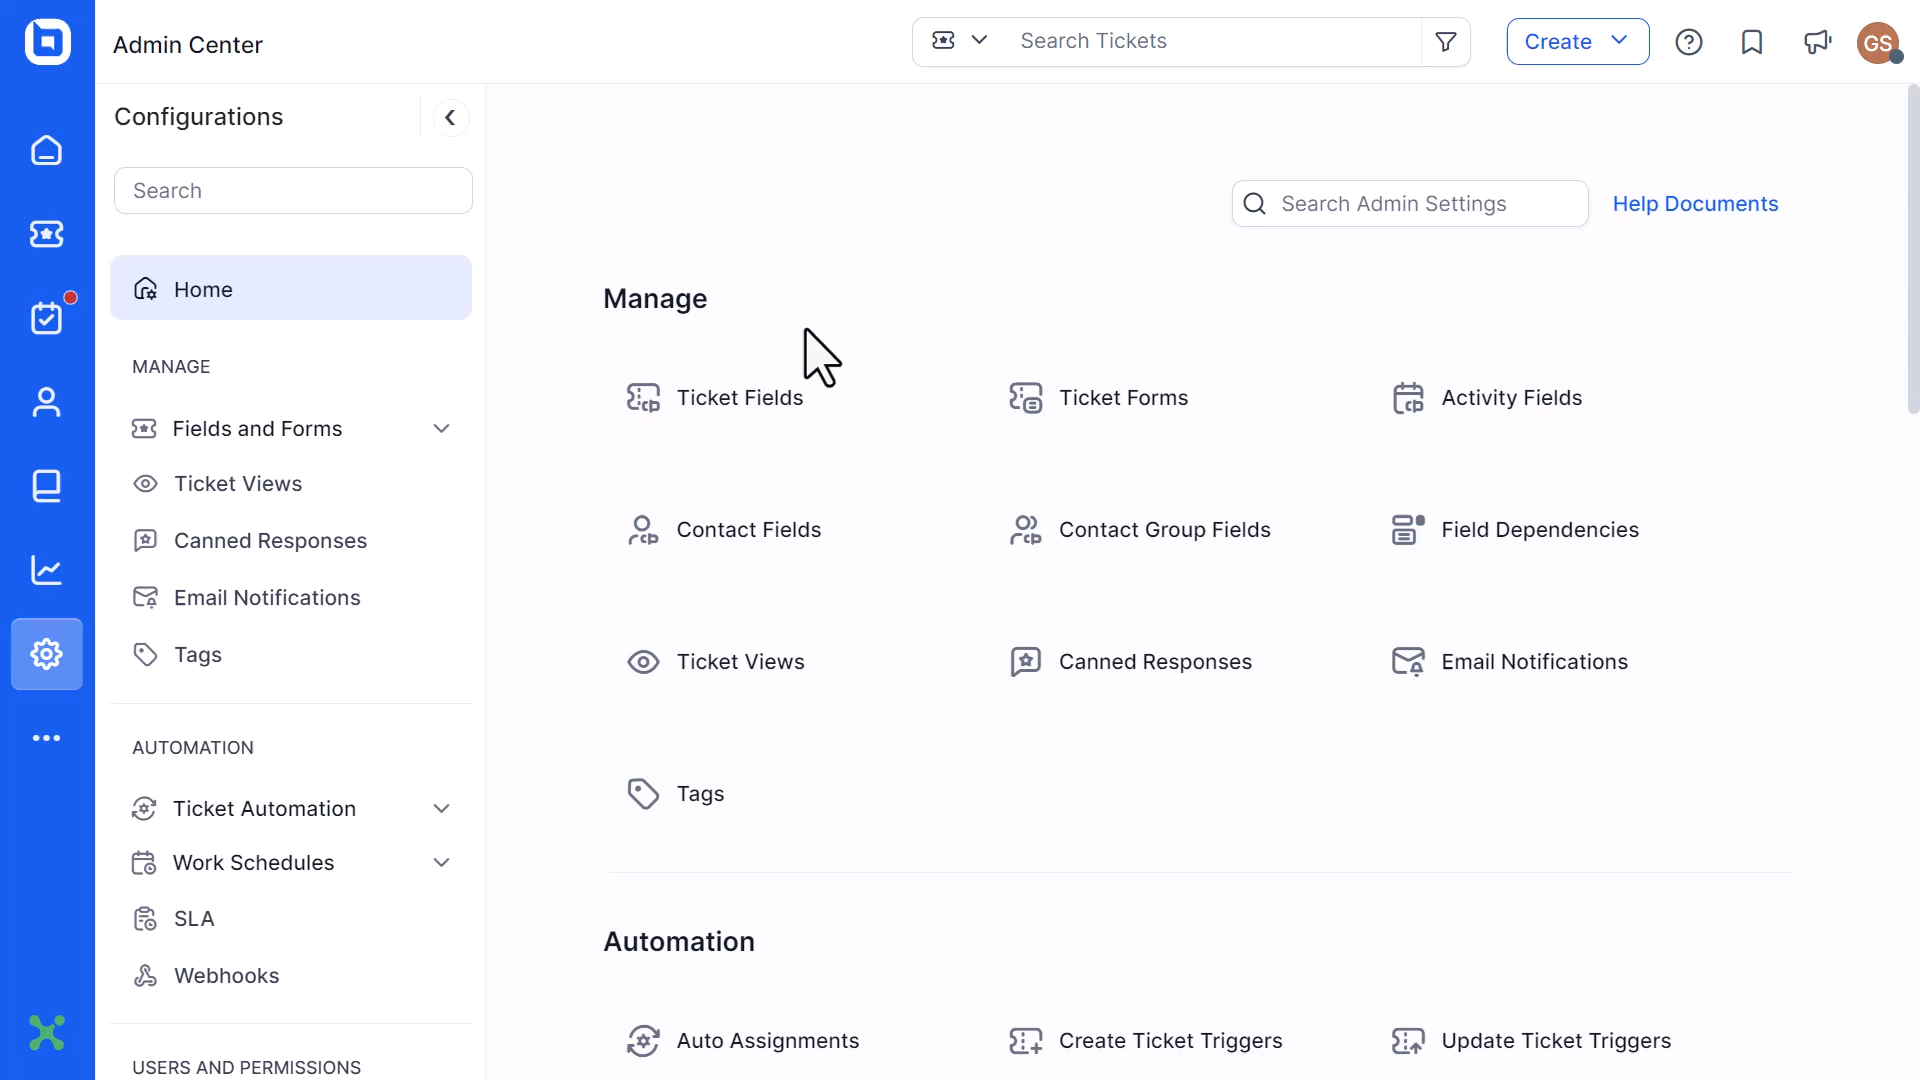 Admin Center
Search Tickets
Create
GS
Configurations
Search
Home
MANAGE
Fields and Forms
Ticket Views
Canned Responses
Email Notifications
Tags
AUTOMATION
Ticket Automation
Work Schedules
SLA
Webhooks
USERS AND PERMISSIONS
Search Admin Settings
Help Documents
Manage
Ticket Fields
Ticket Forms
Activity Fields
Contact Fields
Contact Group Fields
Field Dependencies
Ticket Views
Canned Responses
Email Notifications
Tags
Automation
Auto Assignments
Create Ticket Triggers
Update Ticket Triggers